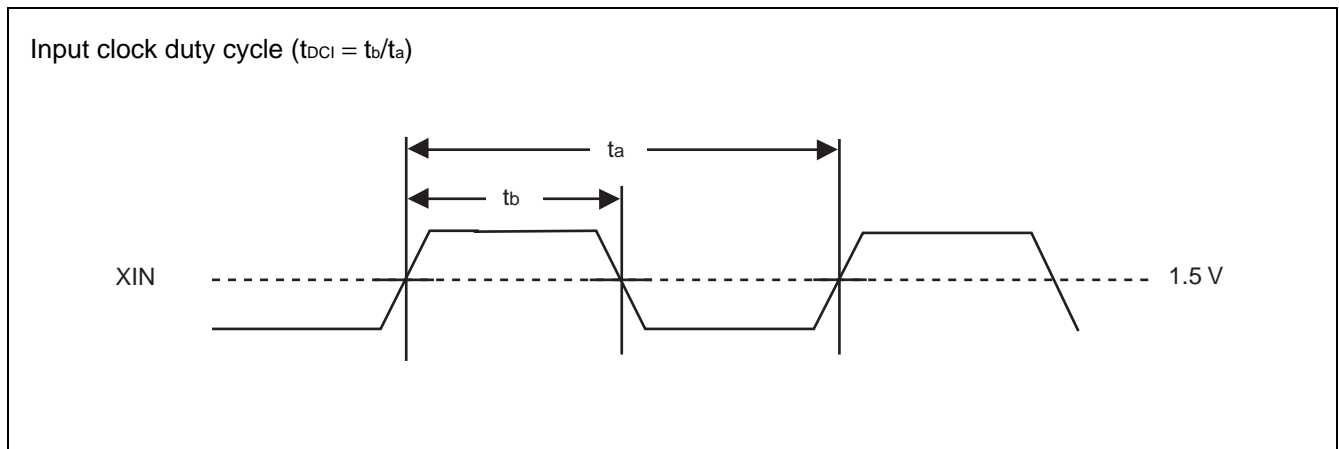 Input clock duty cycle (tDCI = tb/ta)
ta
tb
XIN
1.5 V